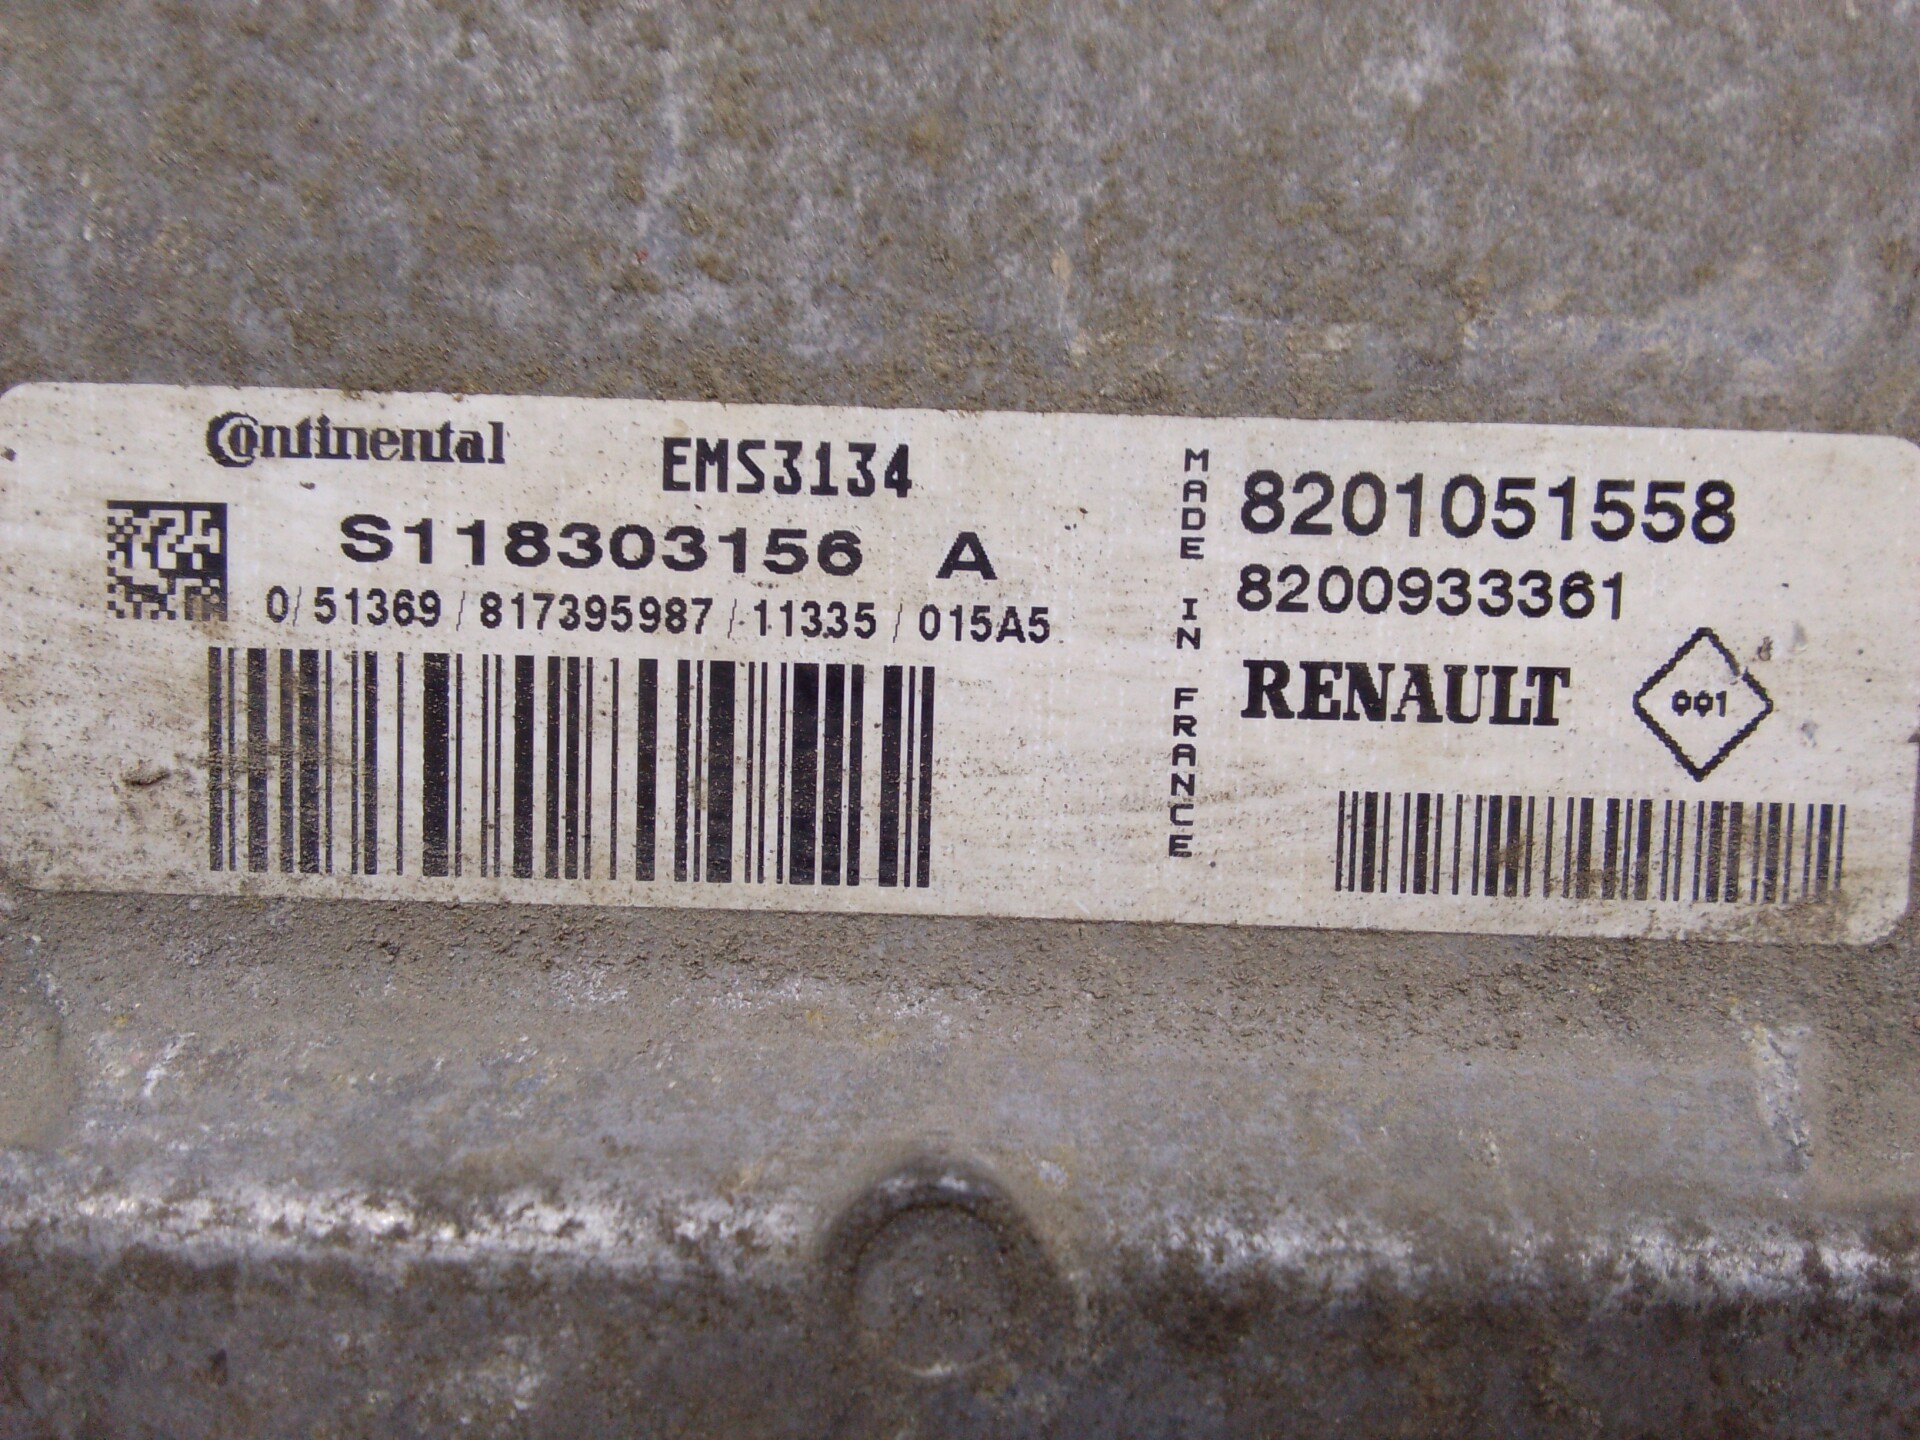 Continental
EMS3134
S118303156 A
0/51369/817395987/11335/015A5
MADE IN FRANCE
8201051558
8200933361
RENAULT
001